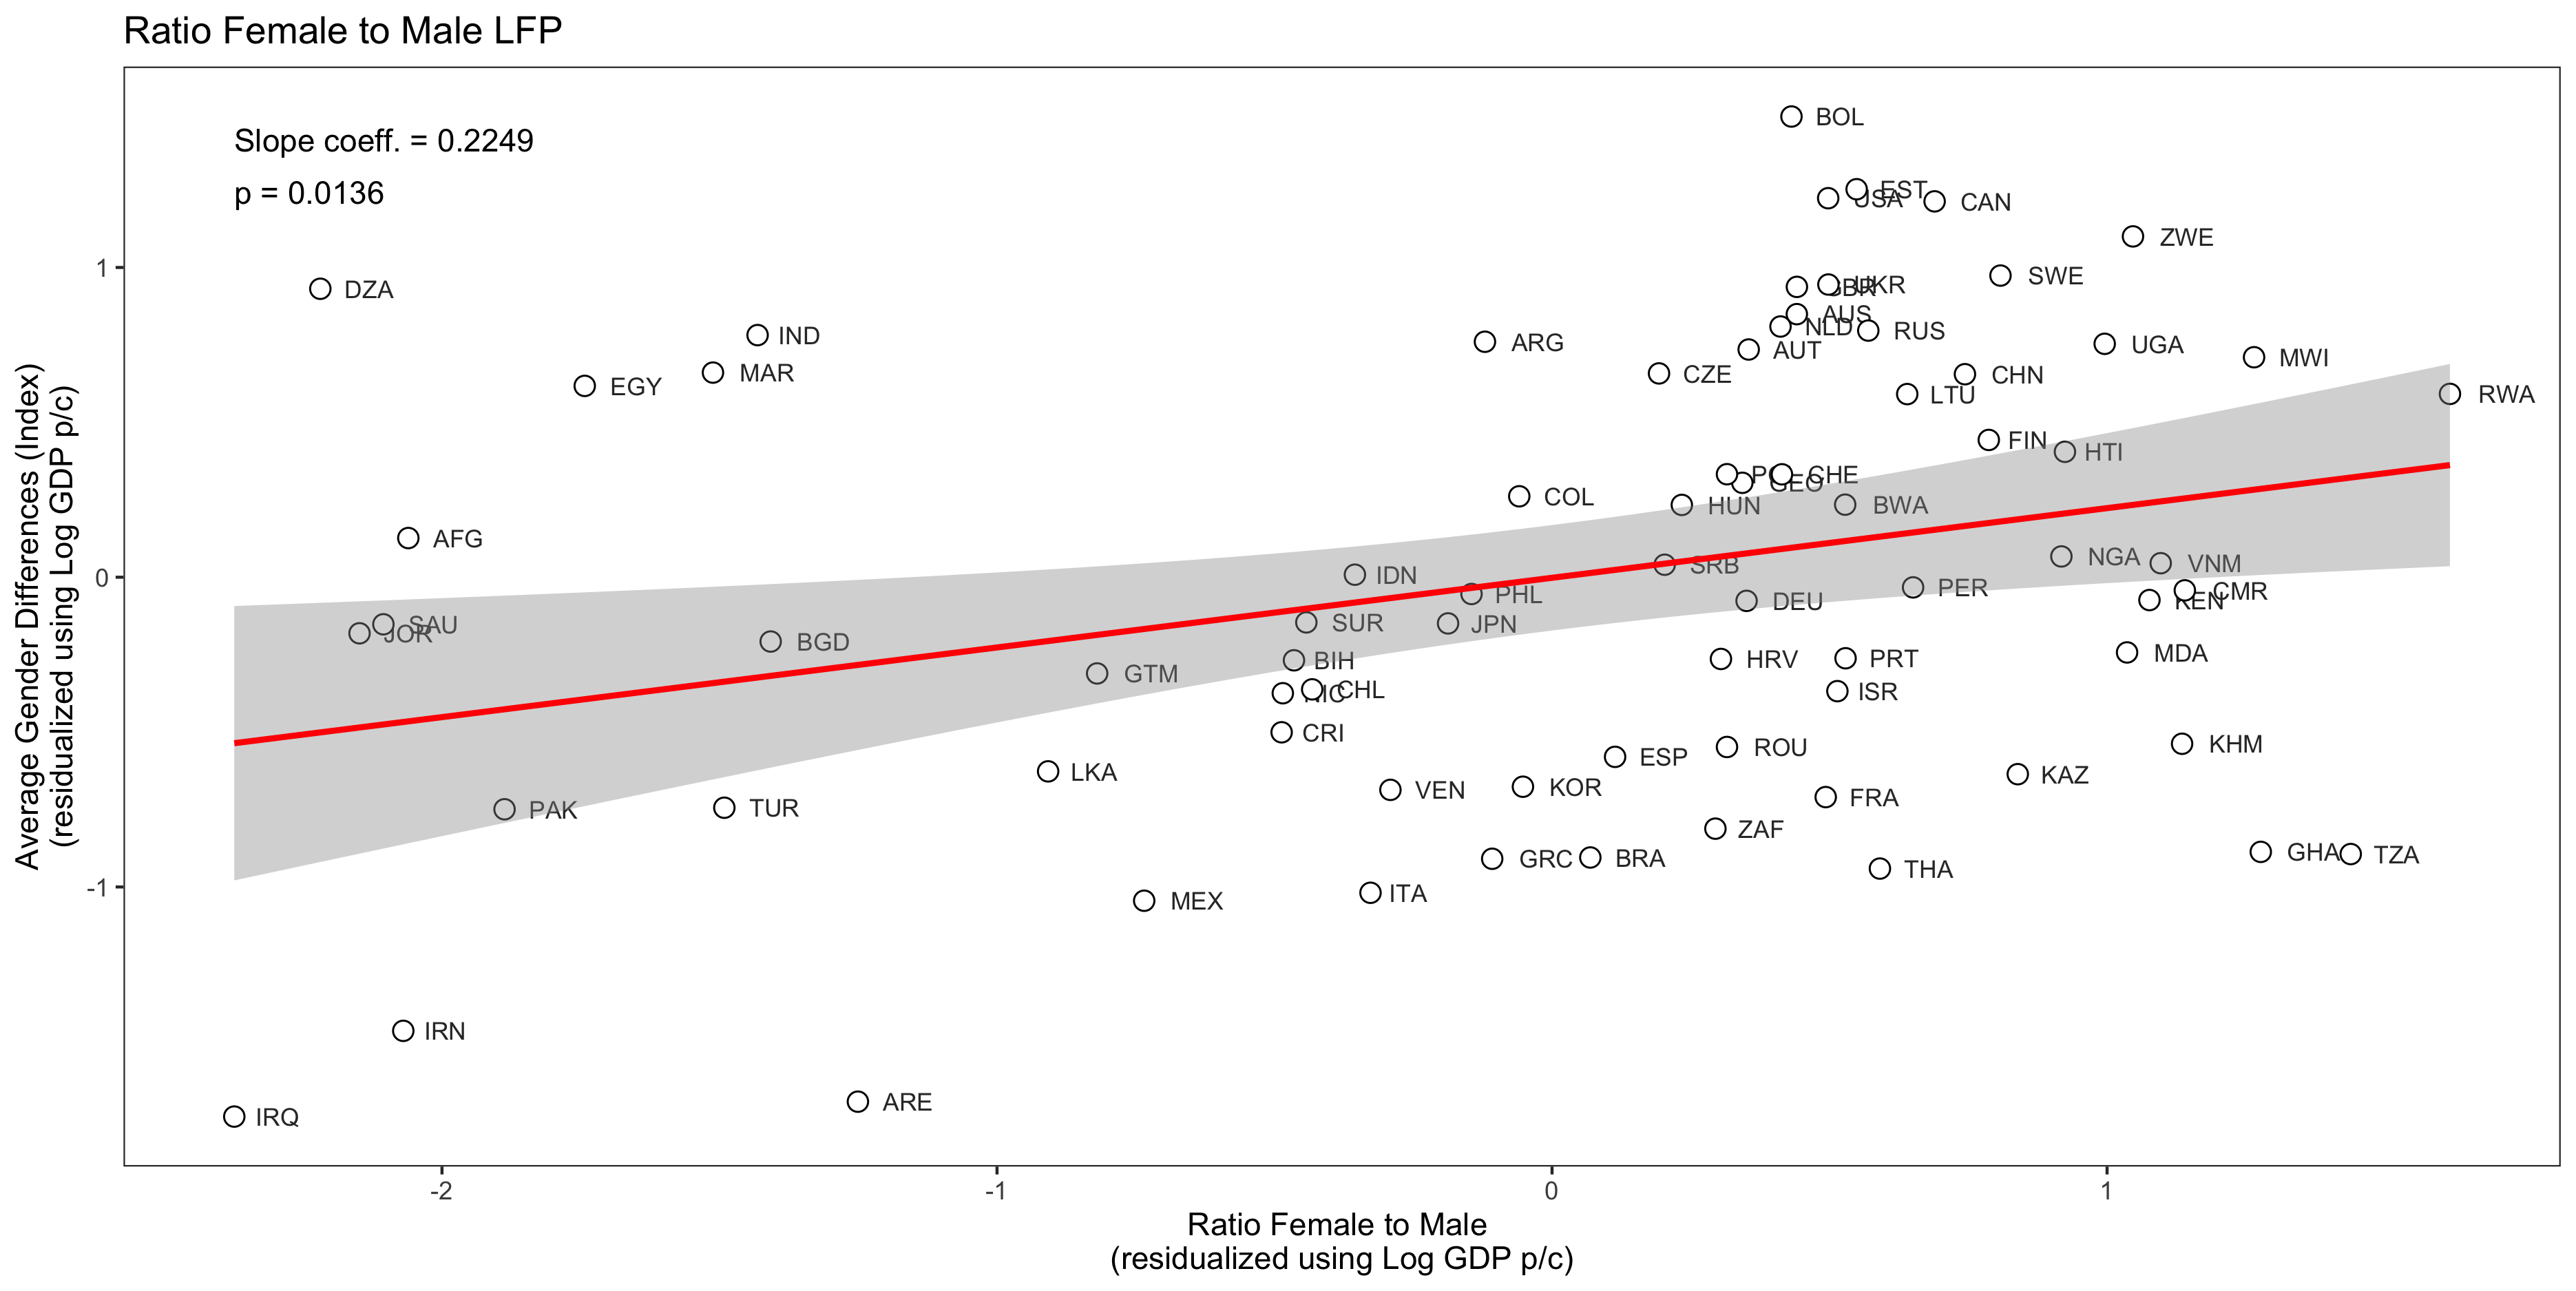 Ratio Female to Male LFP
Slope coeff. = 0.2249
p = 0.0136
Average Gender Differences (Index)
(residualized using Log GDP p/c)
1
0
-1
BOL
EST
USA
CAN
ZWE
SWE
DZA
UKR
GBR
AUS
NLD
RUS
IND
ARG
UGA
AUT
MWI
MAR
CZE
CHN
EGY
LTU
RWA
FIN
HTI
CHE
GEO
COL
HUN
BWA
AFG
NGA
VNM
SRB
IDN
PER
CMR
PHL
DEU
KEN
SAU
JOR
SUR
JPN
BGD
MDA
BIH
HRV
PRT
GTM
CHL
NIC
ISR
CRI
KHM
ROU
ESP
LKA
KAZ
KOR
VEN
FRA
PAK
TUR
ZAF
GHA
TZA
GRC
BRA
THA
ITA
MEX
IRN
ARE
IRQ
-2
-1
0
1
Ratio Female to Male
(residualized using Log GDP p/c)